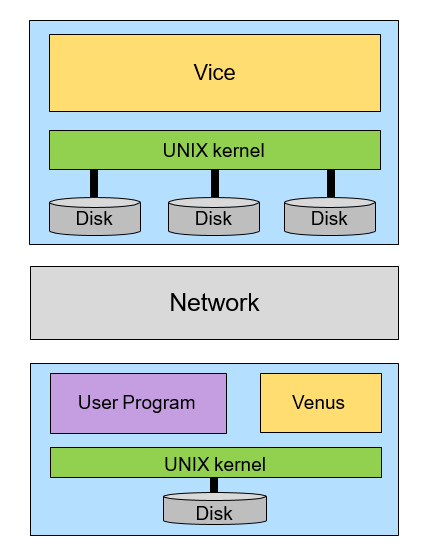 Vice
UNIX kernel
Disk
Disk
Disk
Network
User Program
Venus
UNIX kernel
Disk